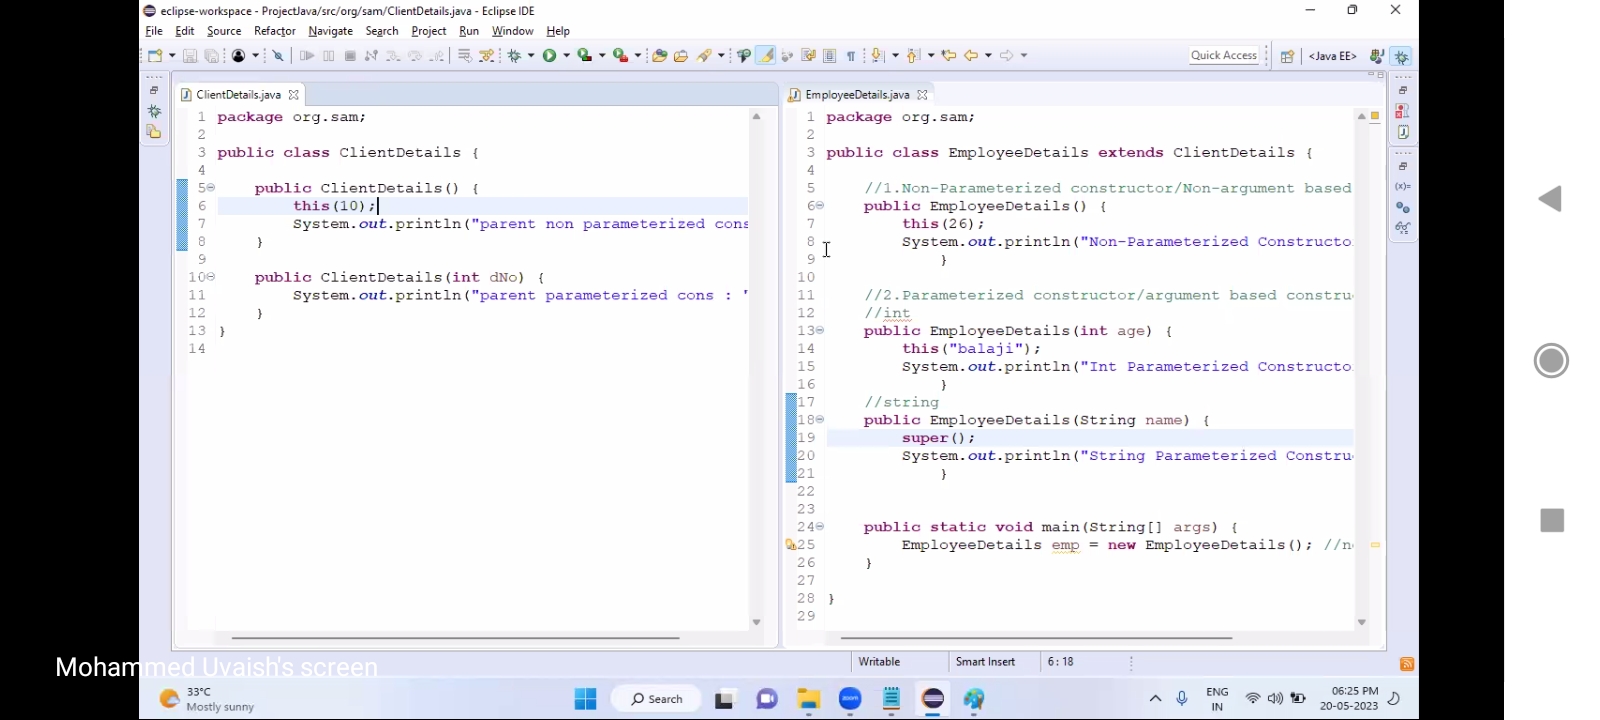 eclipse-workspace - ProjectJava/src/org/sam/ClientDetails.java - Eclipse IDE
File Edit Source Refactor Navigate Search Project Run Window Help
Quick Access <Java EE>
ClientDetails.java
1 package org.sam;
2
3 public class ClientDetails {
4
5 public ClientDetails() {
6 this(10);
7 System.out.println("parent non parameterized cons
8 }
9
10 public ClientDetails(int dNo) {
11 System.out.println("parent parameterized cons : "
12 }
13 }
14
EmployeeDetails.java
1 package org.sam;
2
3 public class EmployeeDetails extends ClientDetails {
4
5 //1.Non-Parameterized constructor/Non-argument based
6 public EmployeeDetails() {
7 this(26);
8 System.out.println("Non-Parameterized Constructo
9 }
10
11 //2.Parameterized constructor/argument based constru
12 //int
13 public EmployeeDetails(int age) {
14 this("balaji");
15 System.out.println("Int Parameterized Constructo
16 }
17 //string
18 public EmployeeDetails(String name) {
19 super();
20 System.out.println("String Parameterized Constru
21 }
22
23
24 public static void main(String[] args) {
25 EmployeeDetails emp = new EmployeeDetails(); //n
26 }
27
28 }
29
Writable Smart Insert 6 : 18
Mohammed Uvaish's screen
33°C
Mostly sunny
Search
zoom
ENG
IN
06:25 PM
20-05-2023